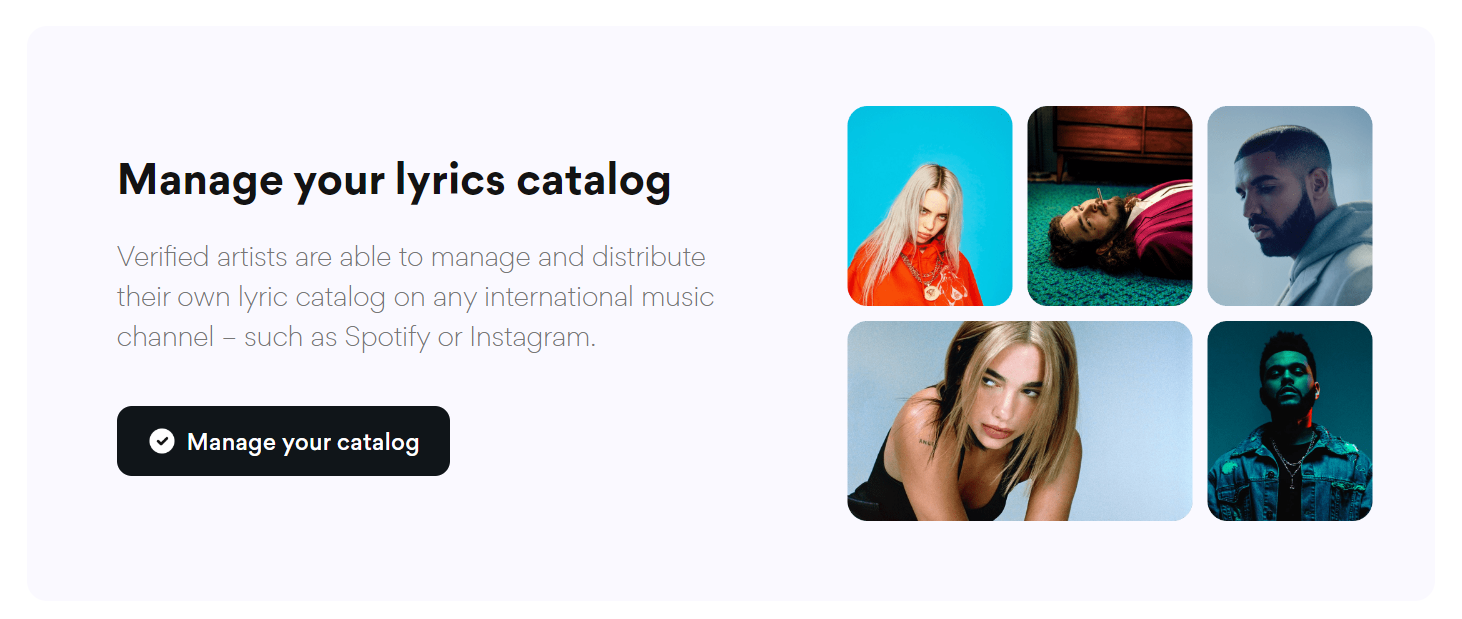 Manage your lyrics catalog
Verified artists are able to manage and distribute
their own lyric catalog on any international music
channel – such as Spotify or Instagram.
Manage your catalog